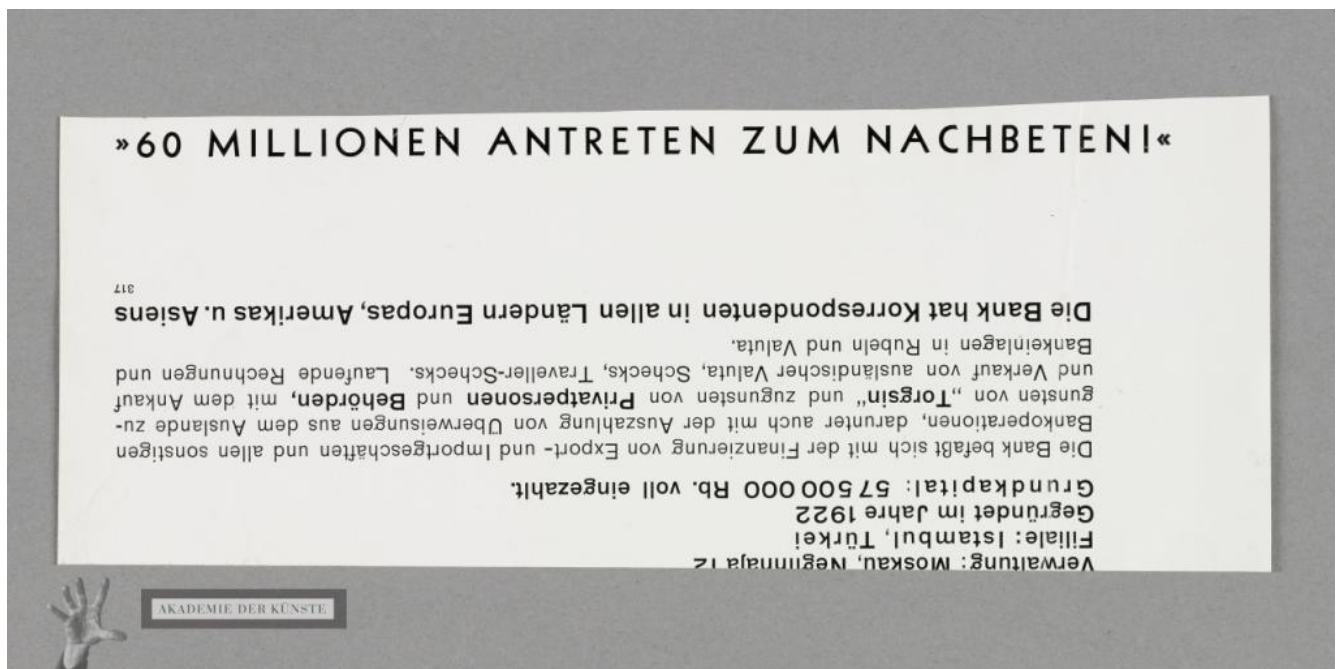 »60 MILLIONEN ANTRETEN ZUM NACHBETEN!«
Verwaltung: Moskau, Neglinnaja 12
Filiale: Istambul, Türkei
Gegründet im Jahre 1922
Grundkapital: 57 500 000 Rb. voll eingezahlt.
Die Bank befaßt sich mit der Finanzierung von Export- und Importgeschäften und allen sonstigen
Bankoperationen, darunter auch mit der Auszahlung von Überweisungen aus dem Auslande zu-
gunsten von „Torgsin“ und zugunsten von Privatpersonen und Behörden, mit dem Ankauf
und Verkauf von ausländischer Valuta, Schecks, Traveller-Schecks. Laufende Rechnungen und
Bankeinlagen in Rubeln und Valuta.
Die Bank hat Korrespondenten in allen Ländern Europas, Amerikas u. Asiens
317
AKADEMIE DER KÜNSTE